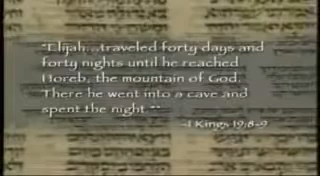 "Elijah...traveled forty days and
forty nights until he reached
Horeb, the mountain of God.
There he went into a cave and
spent the night.""
-I Kings 19:8-9